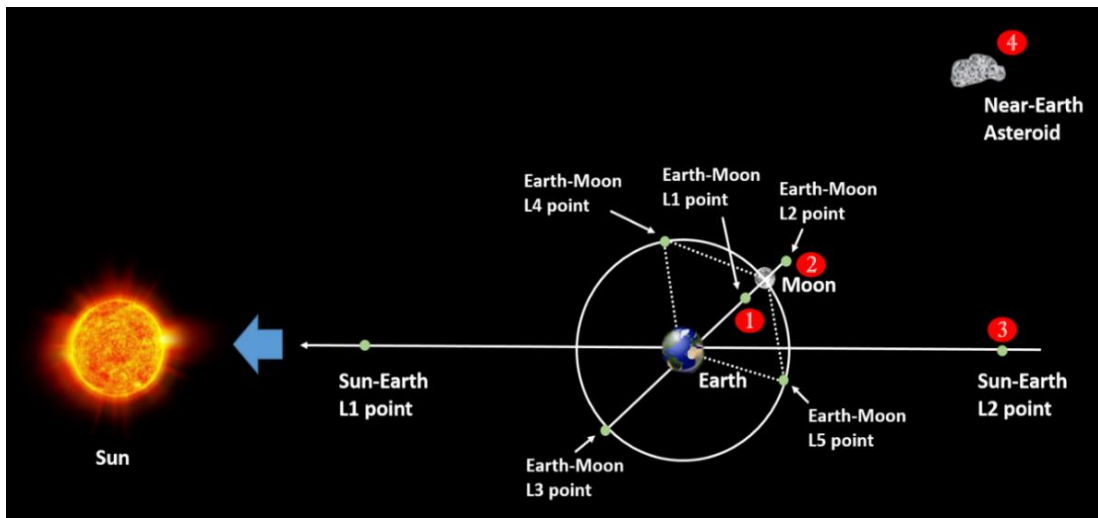 4
Near-Earth
Asteroid
Earth-Moon
L4 point
Earth-Moon
L1 point
Earth-Moon
L2 point
2
Moon
1
3
Earth
Sun-Earth
L1 point
Sun-Earth
L2 point
Earth-Moon
L5 point
Sun
Earth-Moon
L3 point